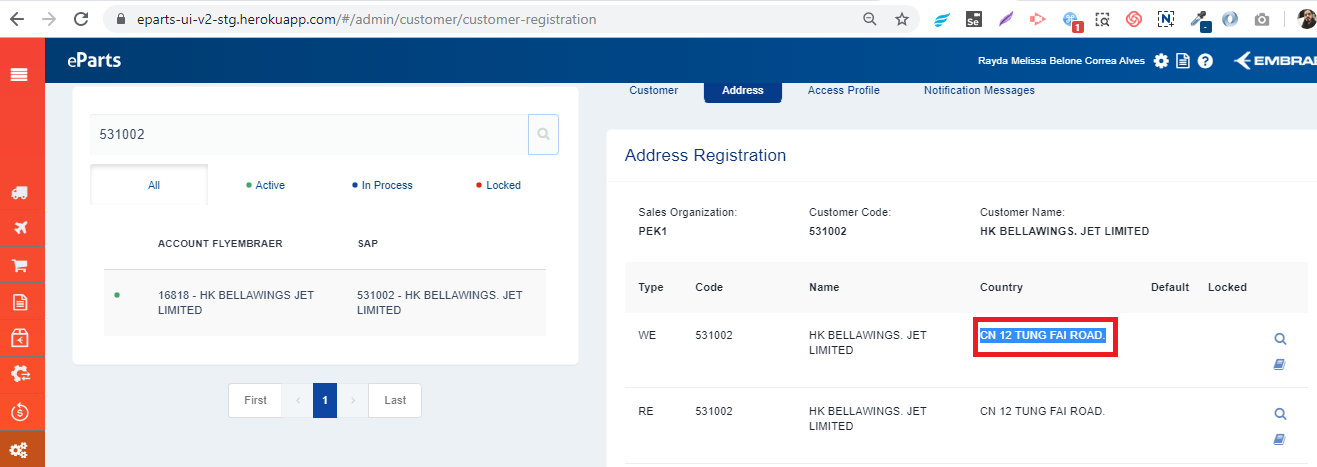 eparts-ui-v2-stg.herokuapp.com/#/admin/customer/customer-registration
Se
1
N
-
eParts
Rayda Melissa Belone Correa Alves
EMBRAE
531002
All
Active
In Process
Locked
ACCOUNT FLYEMBRAER
SAP
16818 - HK BELLAWINGS JET
LIMITED
531002 - HK BELLAWINGS. JET
LIMITED
First
‹
1
›
Last
Customer
Address
Access Profile
Notification Messages
Address Registration
Sales Organization:
Customer Code:
Customer Name:
PEK1
531002
HK BELLAWINGS. JET LIMITED
Type
Code
Name
Country
Default
Locked
WE
531002
HK BELLAWINGS. JET
LIMITED
CN 12 TUNG FAI ROAD.
RE
531002
HK BELLAWINGS. JET
LIMITED
CN 12 TUNG FAI ROAD.